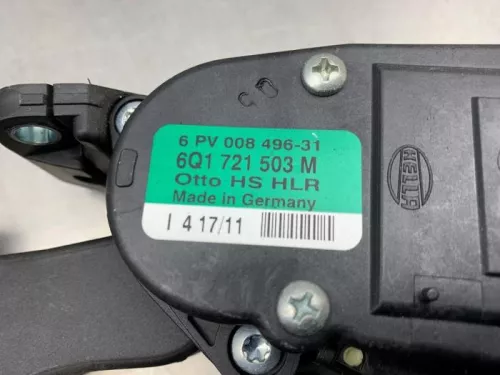 6 PV 008 496-31
6Q1 721 503 M
Otto HS HLR
Made in Germany
I 4 17/11
HELLA